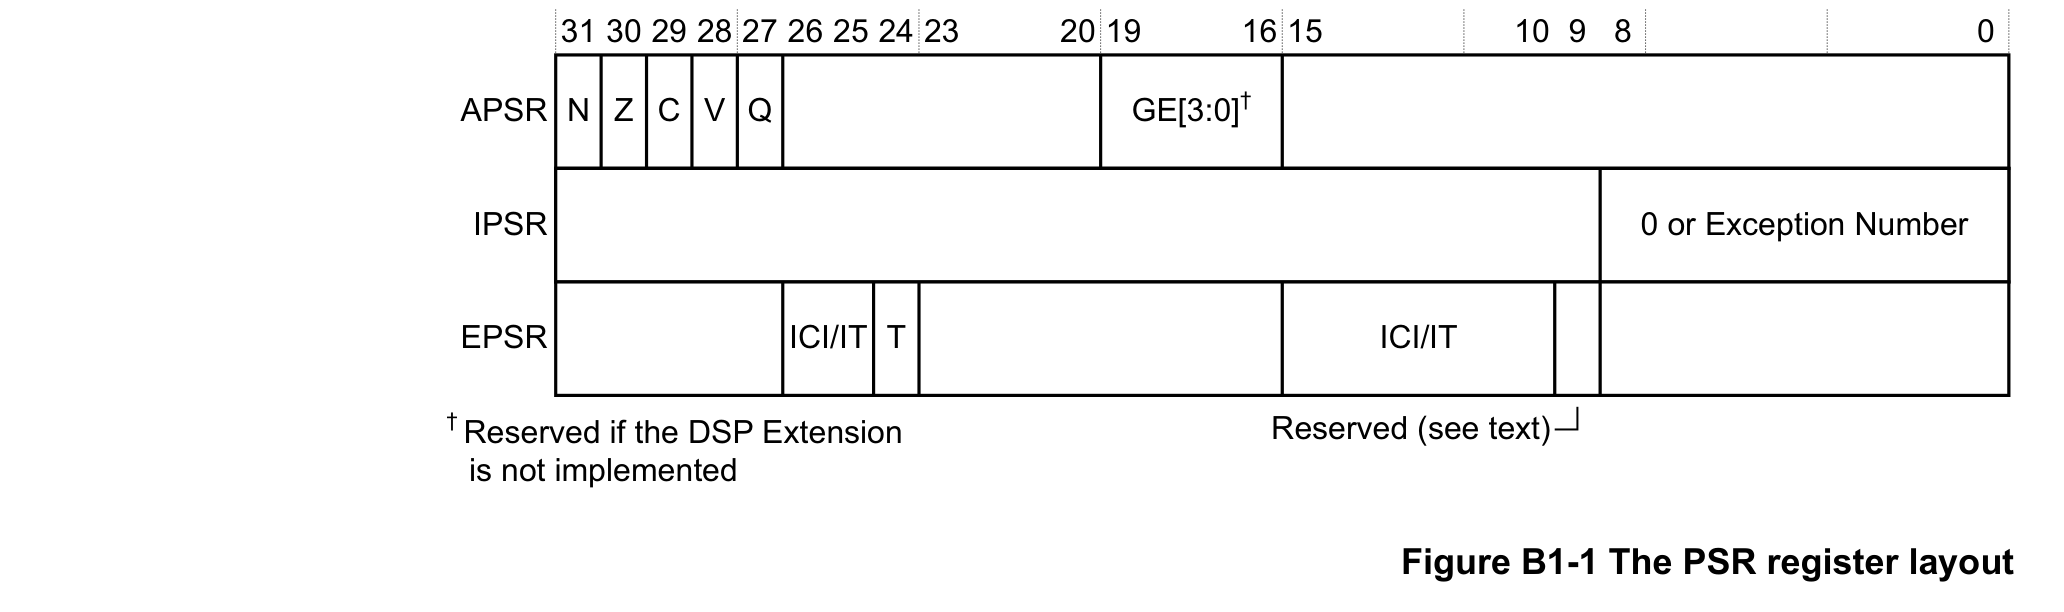 31 30 29 28 27 26 25 24 23 20 19 16 15 10 9 8 0
APSR N Z C V Q GE[3:0]†
IPSR 0 or Exception Number
EPSR ICI/IT T ICI/IT
† Reserved if the DSP Extension
is not implemented
Reserved (see text)
Figure B1-1 The PSR register layout